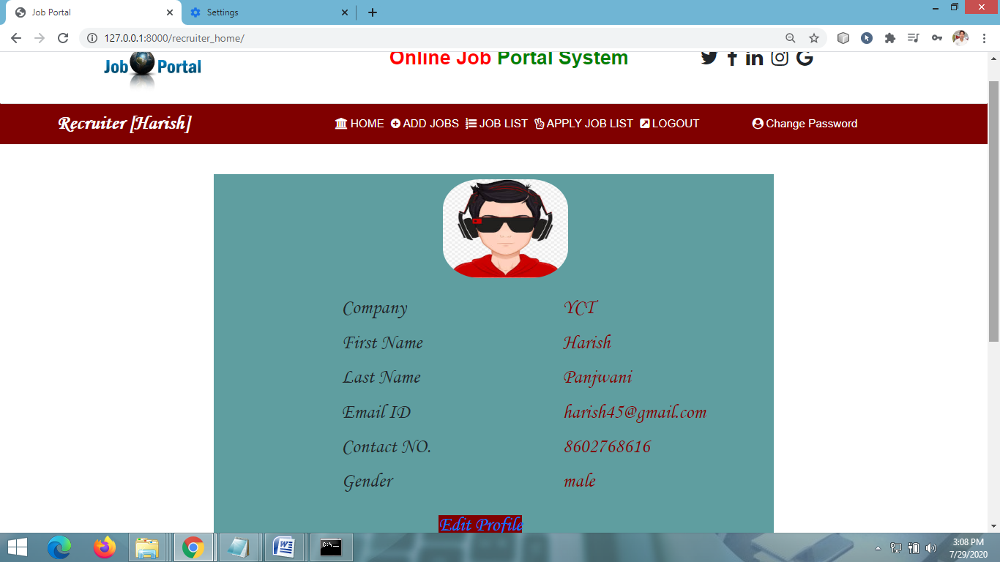 Job Portal
Settings
127.0.0.1:8000/recruiter_home/
Job Portal
Online Job Portal System
Recruiter [Harish]
HOME ADD JOBS JOB LIST APPLY JOB LIST LOGOUT Change Password
Company YCT
First Name Harish
Last Name Panjwani
Email ID harish45@gmail.com
Contact NO. 8602768616
Gender male
Edit Profile
C:\
3:08 PM
7/29/2020